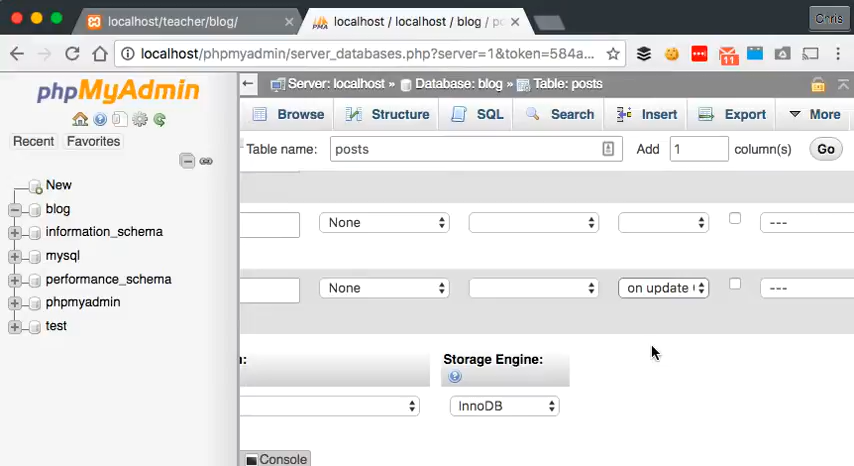 localhost/teacher/blog/
localhost / localhost / blog / po
Chris
localhost/phpmyadmin/server_databases.php?server=1&token=584a...
11
phpMyAdmin
Recent Favorites
New
blog
information_schema
mysql
performance_schema
phpmyadmin
test
Server: localhost » Database: blog » Table: posts
Browse Structure SQL Search Insert Export More
Table name: posts Add 1 column(s) Go
None ---
None on update ---
Storage Engine:
InnoDB
Console